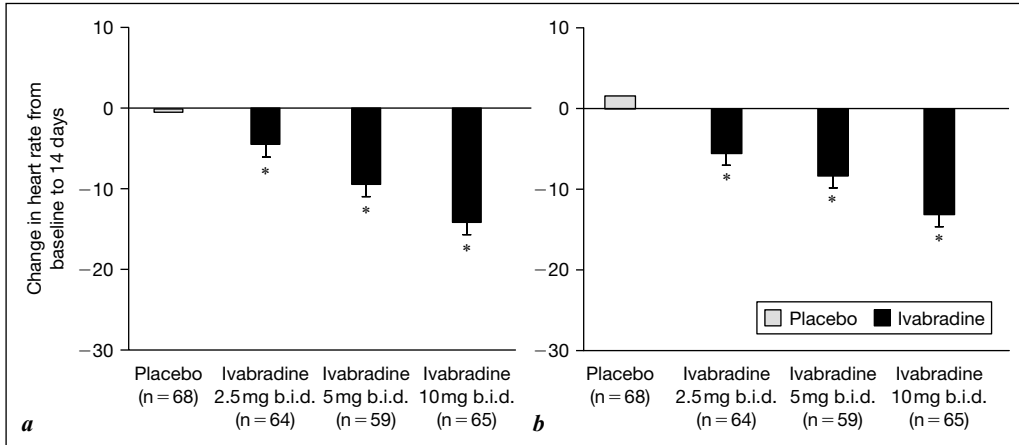 Change in heart rate from
baseline to 14 days
10
0
−10
−20
−30
*
*
*
Placebo
(n = 68)
Ivabradine
2.5 mg b.i.d.
(n = 64)
Ivabradine
5 mg b.i.d.
(n = 59)
Ivabradine
10 mg b.i.d.
(n = 65)
a
10
0
−10
−20
−30
*
*
*
Placebo
Ivabradine
Placebo
(n = 68)
Ivabradine
2.5 mg b.i.d.
(n = 64)
Ivabradine
5 mg b.i.d.
(n = 59)
Ivabradine
10 mg b.i.d.
(n = 65)
b